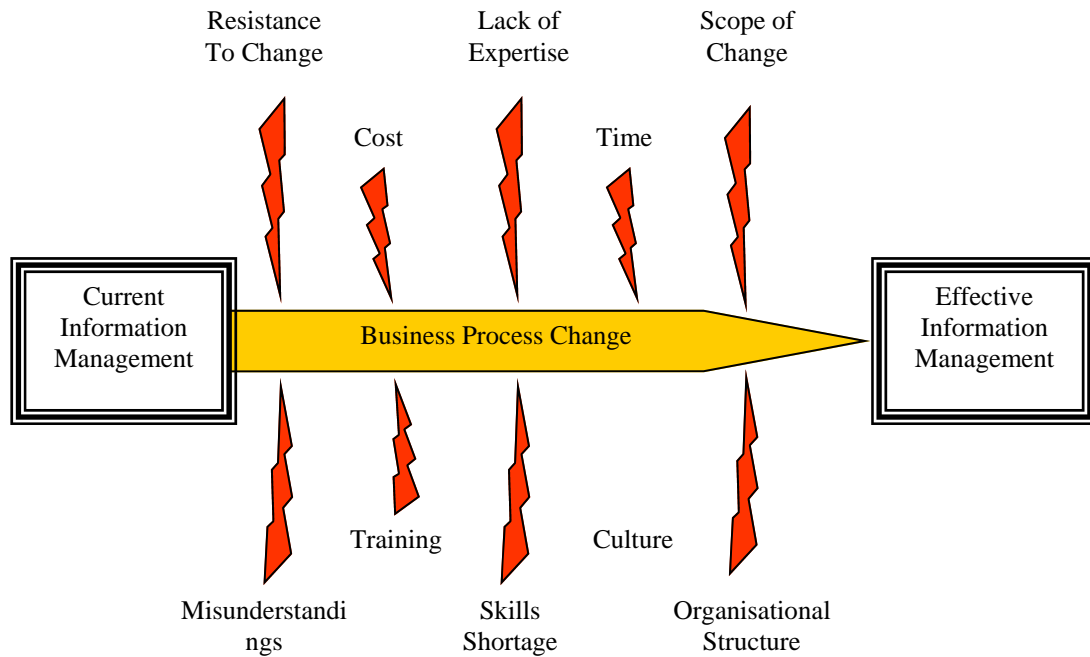 Resistance
To Change
Lack of
Expertise
Scope of
Change
Cost
Time
Current
Information
Management
Business Process Change
Effective
Information
Management
Training
Culture
Misunderstandi
ngs
Skills
Shortage
Organisational
Structure